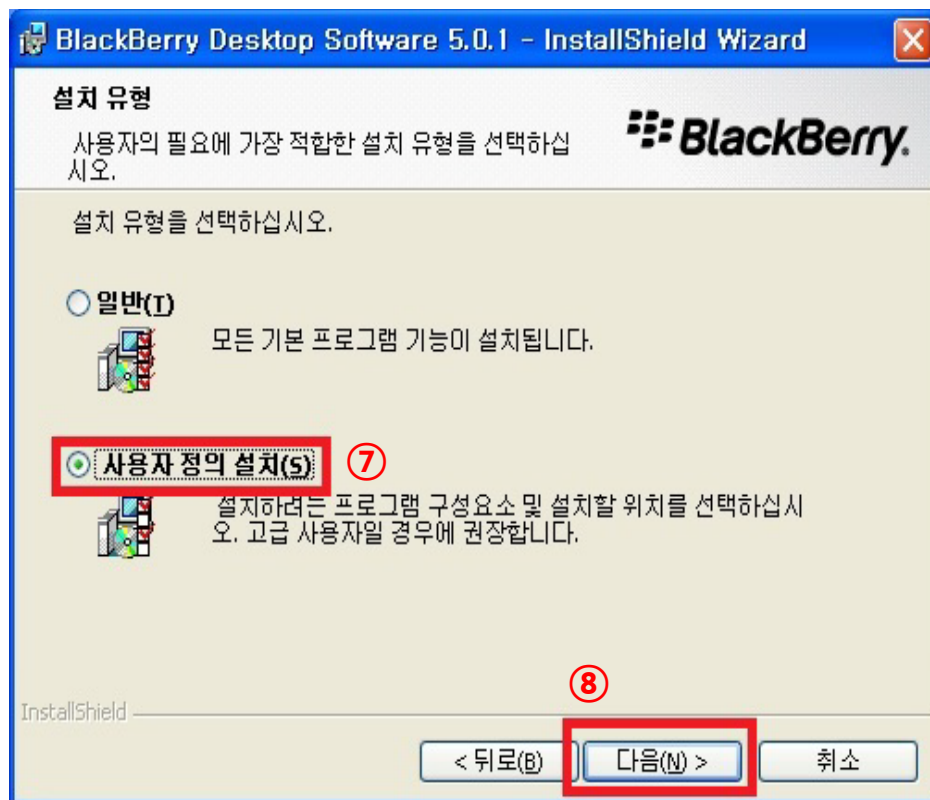 BlackBerry Desktop Software 5.0.1 - InstallShield Wizard
설치 유형
사용자의 필요에 가장 적합한 설치 유형을 선택하십
시오.
BlackBerry.
설치 유형을 선택하십시오.
일반(T)
모든 기본 프로그램 기능이 설치됩니다.
사용자 정의 설치(S) ⑦
설치하려는 프로그램 구성요소 및 설치할 위치를 선택하십시
오. 고급 사용자일 경우에 권장합니다.
⑧
InstallShield
< 뒤로(B) 다음(N) > 취소